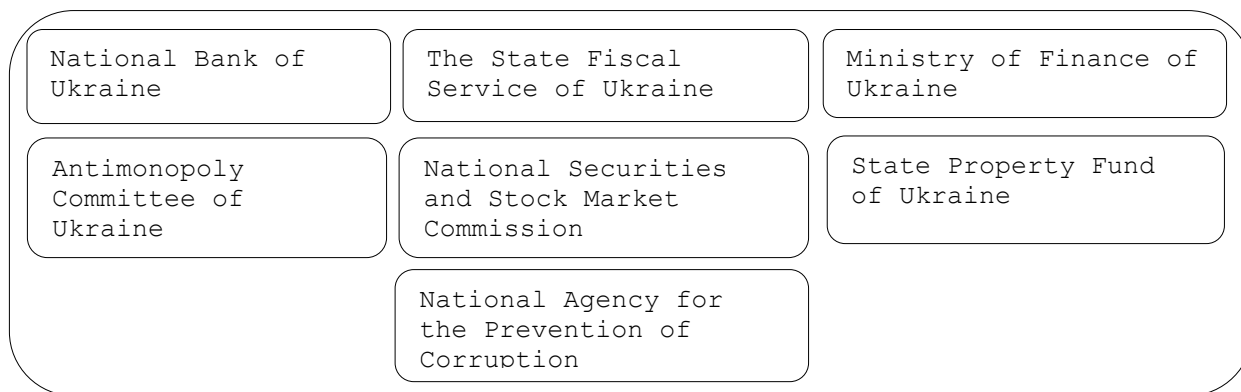 National Bank of
Ukraine
The State Fiscal
Service of Ukraine
Ministry of Finance of
Ukraine
Antimonopoly
Committee of
Ukraine
National Securities
and Stock Market
Commission
State Property Fund
of Ukraine
National Agency for
the Prevention of
Corruption